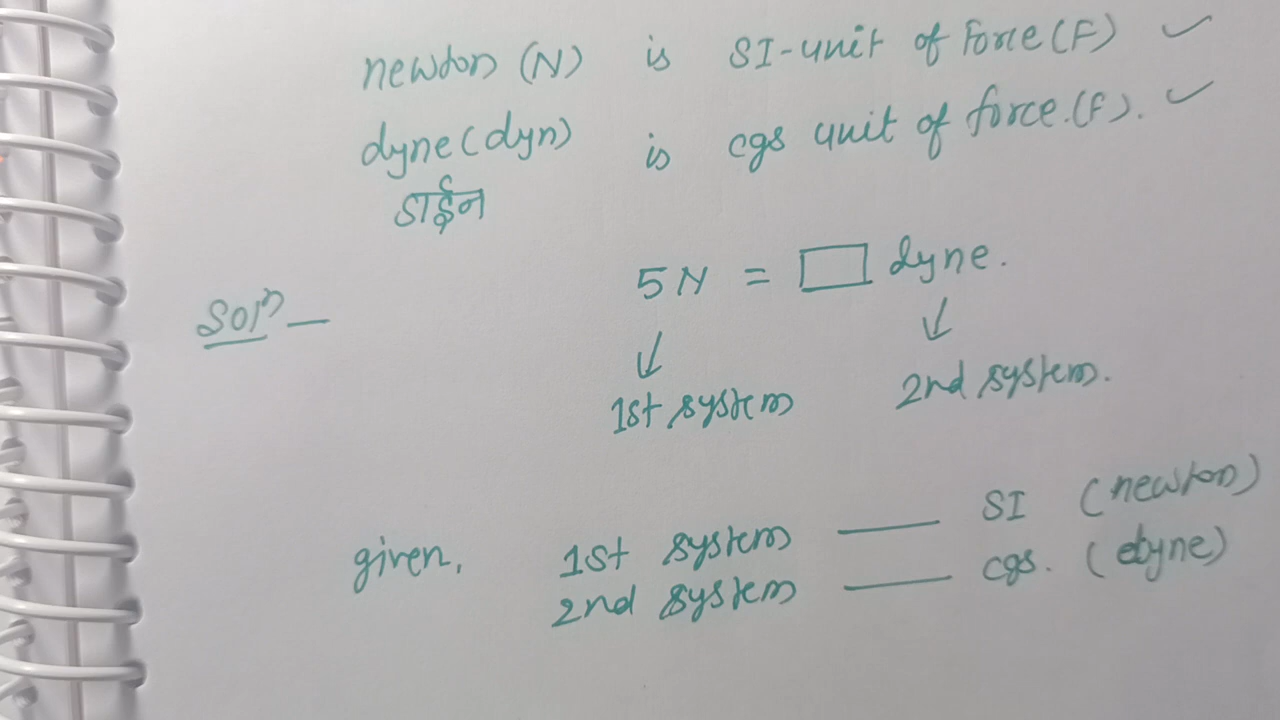 newton (N) is SI-unit of Force (F) ✓
dyne (dyn) is cgs unit of force.(F). ✓
डाईन
Solⁿ — 5N = □ dyne.
↓ ↓
1st system 2nd system.
given, 1st system — SI (newton)
2nd system — cgs. (dyne)